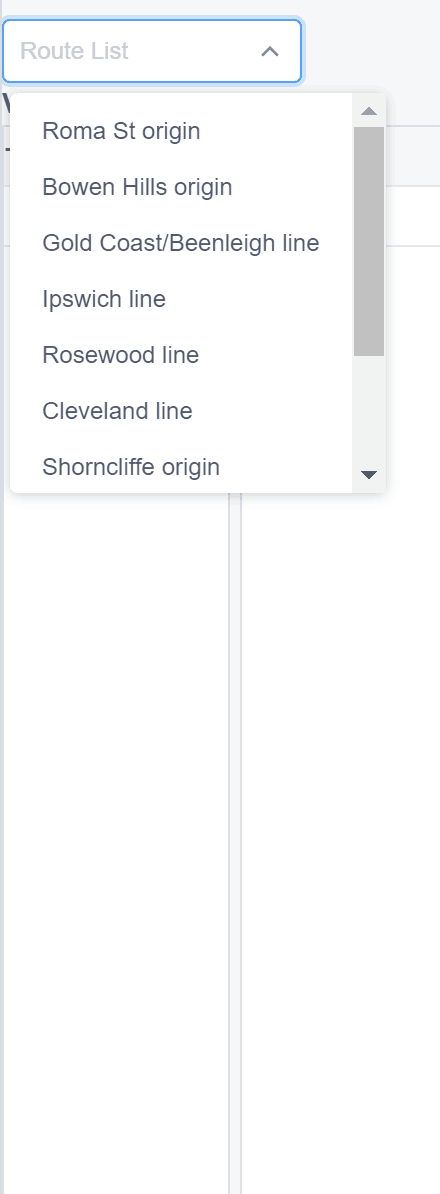 Route List
Roma St origin
Bowen Hills origin
Gold Coast/Beenleigh line
Ipswich line
Rosewood line
Cleveland line
Shorncliffe origin